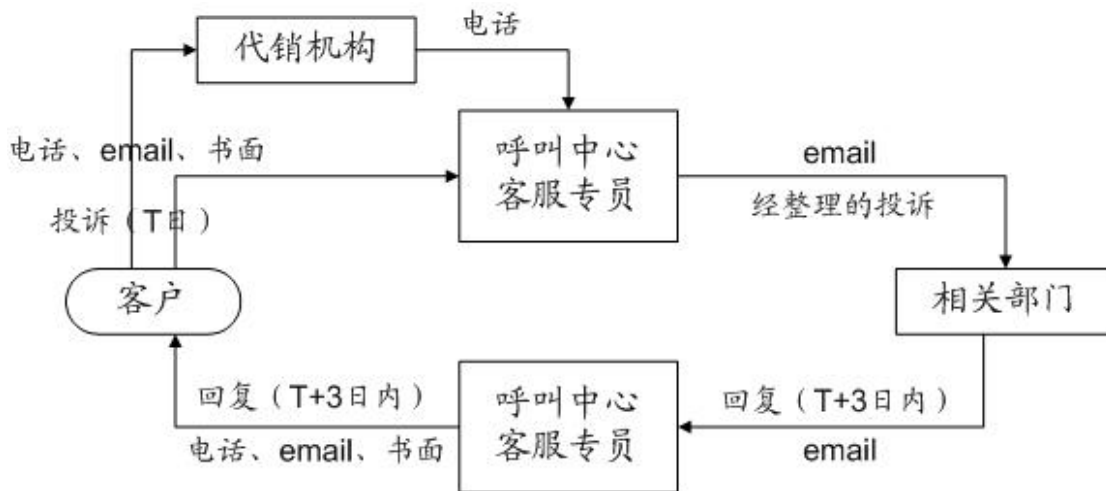 代销机构
电话
电话、email、书面
呼叫中心
客服专员
email
经整理的投诉
投诉（T日）
客户
相关部门
回复（T+3日内）
电话、email、书面
呼叫中心
客服专员
回复（T+3日内）
email